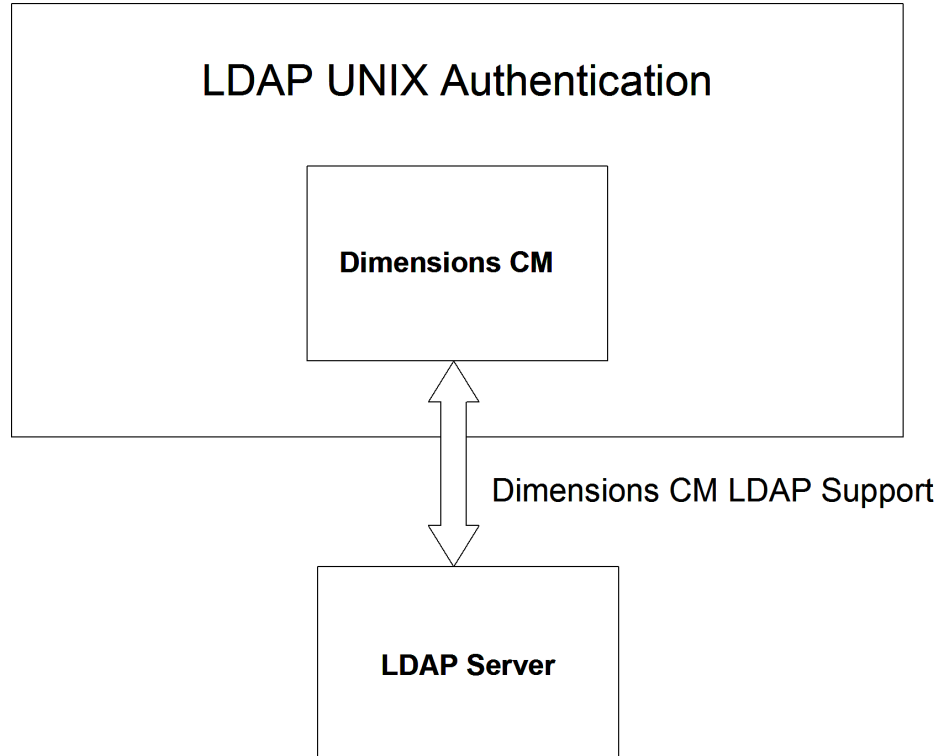 LDAP UNIX Authentication
Dimensions CM
Dimensions CM LDAP Support
LDAP Server